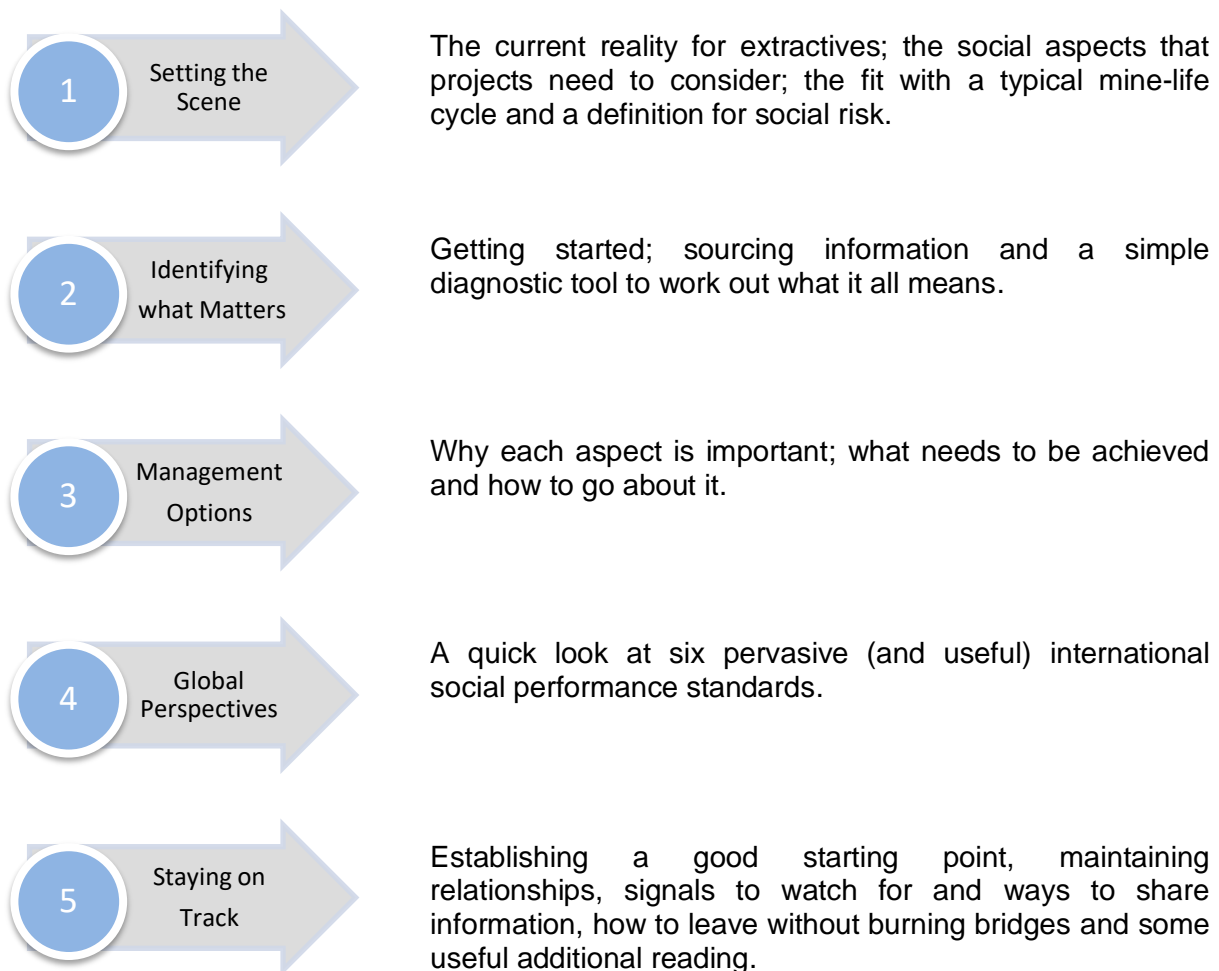 1
Setting the
Scene
The current reality for extractives; the social aspects that
projects need to consider; the fit with a typical mine-life
cycle and a definition for social risk.
2
Identifying
what Matters
Getting started; sourcing information and a simple
diagnostic tool to work out what it all means.
3
Management
Options
Why each aspect is important; what needs to be achieved
and how to go about it.
4
Global
Perspectives
A quick look at six pervasive (and useful) international
social performance standards.
5
Staying on
Track
Establishing a good starting point, maintaining
relationships, signals to watch for and ways to share
information, how to leave without burning bridges and some
useful additional reading.